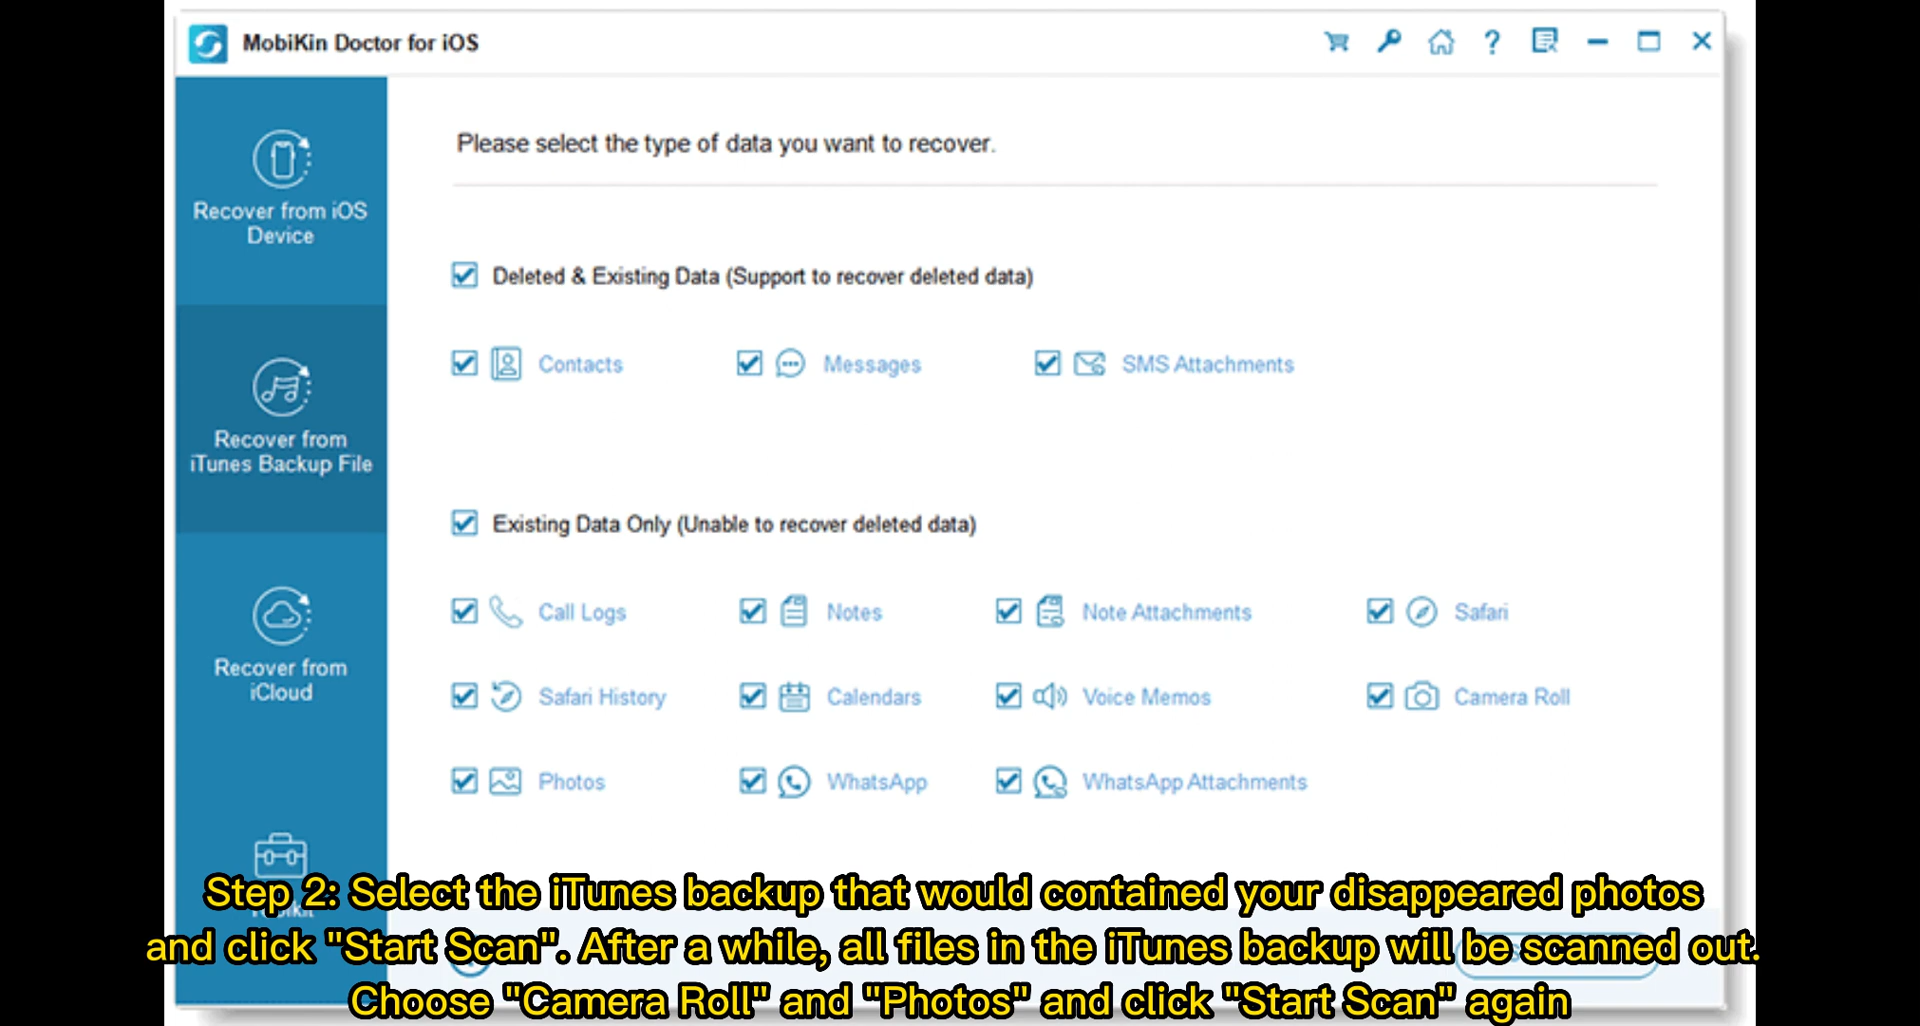 MobiKin Doctor for iOS
Please select the type of data you want to recover.
Recover from iOS
Device
Deleted & Existing Data (Support to recover deleted data)
Contacts
Messages
SMS Attachments
Recover from
iTunes Backup File
Existing Data Only (Unable to recover deleted data)
Call Logs
Notes
Note Attachments
Safari
Recover from
iCloud
Safari History
Calendars
Voice Memos
Camera Roll
Photos
WhatsApp
WhatsApp Attachments
Step 2: Select the iTunes backup that would contained your disappeared photos
and click "Start Scan". After a while, all files in the iTunes backup will be scanned out.
Choose "Camera Roll" and "Photos" and click "Start Scan" again